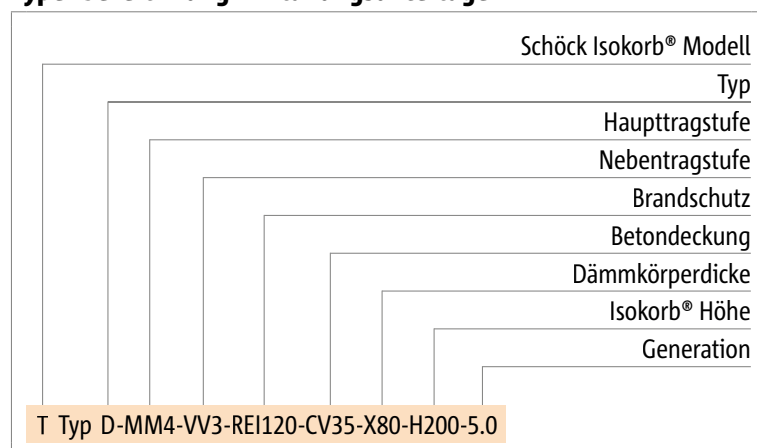 Schöck Isokorb® Modell
Typ
Haupttragstufe
Nebentragstufe
Brandschutz
Betondeckung
Dämmkörperdicke
Isokorb® Höhe
Generation
T Typ D-MM4-VV3-REI120-CV35-X80-H200-5.0